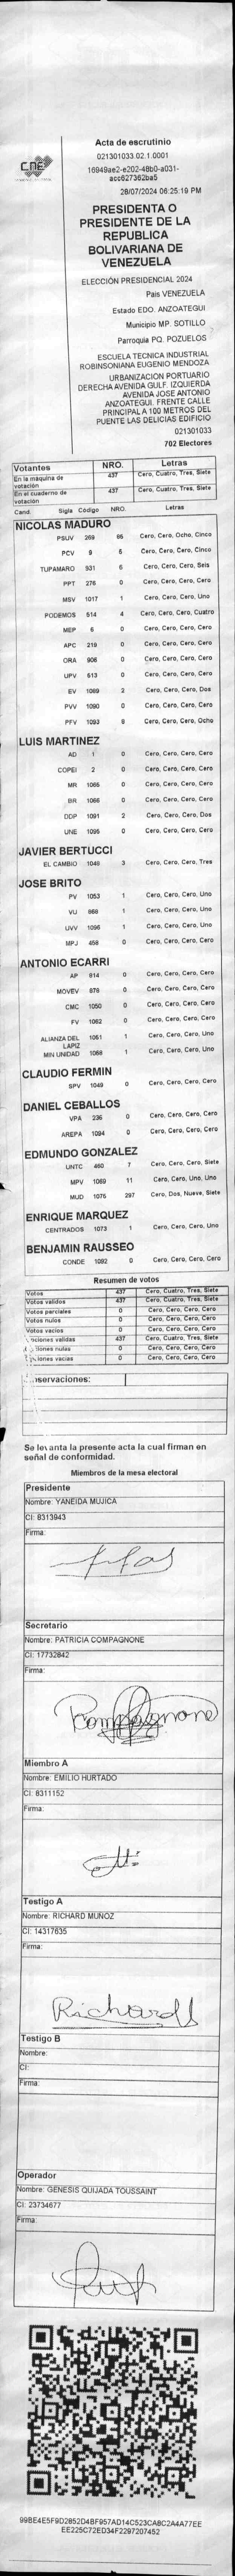 CNE
Acta de escrutinio
021301033.02.1.0001
16949ae2-e202-48b0-a031-
acc627362ba5
28/07/2024 06:25:19 PM
PRESIDENTA O
PRESIDENTE DE LA
REPUBLICA
BOLIVARIANA DE
VENEZUELA
ELECCIÓN PRESIDENCIAL 2024
País VENEZUELA
Estado EDO. ANZOATEGUI
Municipio MP. SOTILLO
Parroquia PQ. POZUELOS
ESCUELA TECNICA INDUSTRIAL
ROBINSONIANA EUGENIO MENDOZA
URBANIZACIÓN PORTUARIO
DERECHA AVENIDA GULF. IZQUIERDA
AVENIDA JOSE ANTONIO
ANZOATEGUI. FRENTE CALLE
PRINCIPAL A 100 METROS DEL
PUENTE LAS DELICIAS EDIFICIO
021301033
702 Electores
Votantes NRO. Letras
En la máquina de votación 437 Cero, Cuatro, Tres, Siete
En el cuaderno de votación 437 Cero, Cuatro, Tres, Siete
Cand. Sigla Código NRO. Letras
NICOLAS MADURO
PSUV 269 85 Cero, Cero, Ocho, Cinco
PCV 9 5 Cero, Cero, Cero, Cinco
TUPAMARO 531 6 Cero, Cero, Cero, Seis
PPT 276 0 Cero, Cero, Cero, Cero
MSV 1017 1 Cero, Cero, Cero, Uno
PODEMOS 514 4 Cero, Cero, Cero, Cuatro
MEP 6 0 Cero, Cero, Cero, Cero
APC 219 0 Cero, Cero, Cero, Cero
ORA 906 0 Cero, Cero, Cero, Cero
UPV 613 0 Cero, Cero, Cero, Cero
EV 1089 2 Cero, Cero, Cero, Dos
PVV 1090 0 Cero, Cero, Cero, Cero
PFV 1093 8 Cero, Cero, Cero, Ocho
LUIS MARTINEZ
AD 1 0 Cero, Cero, Cero, Cero
COPEI 2 0 Cero, Cero, Cero, Cero
MR 1065 0 Cero, Cero, Cero, Cero
BR 1066 0 Cero, Cero, Cero, Cero
DDP 1091 2 Cero, Cero, Cero, Dos
UNE 1095 0 Cero, Cero, Cero, Cero
JAVIER BERTUCCI
EL CAMBIO 1048 3 Cero, Cero, Cero, Tres
JOSE BRITO
PV 1053 1 Cero, Cero, Cero, Uno
VU 868 1 Cero, Cero, Cero, Uno
UVV 1096 1 Cero, Cero, Cero, Uno
MPJ 458 0 Cero, Cero, Cero, Cero
ANTONIO ECARRI
AP 814 0 Cero, Cero, Cero, Cero
MOVEV 878 0 Cero, Cero, Cero, Cero
CMC 1050 0 Cero, Cero, Cero, Cero
FV 1062 0 Cero, Cero, Cero, Cero
ALIANZA DEL LAPIZ 1051 1 Cero, Cero, Cero, Uno
MIN UNIDAD 1068 1 Cero, Cero, Cero, Uno
CLAUDIO FERMIN
SPV 1049 0 Cero, Cero, Cero, Cero
DANIEL CEBALLOS
VPA 236 0 Cero, Cero, Cero, Cero
AREPA 1094 0 Cero, Cero, Cero, Cero
EDMUNDO GONZALEZ
UNTC 460 7 Cero, Cero, Cero, Siete
MPV 1069 11 Cero, Cero, Uno, Uno
MUD 1075 297 Cero, Dos, Nueve, Siete
ENRIQUE MARQUEZ
CENTRADOS 1073 1 Cero, Cero, Cero, Uno
BENJAMIN RAUSSEO
CONDE 1092 0 Cero, Cero, Cero, Cero
Resumen de votos
Votos 437 Cero, Cuatro, Tres, Siete
Votos validos 437 Cero, Cuatro, Tres, Siete
Votos parciales 0 Cero, Cero, Cero, Cero
Votos nulos 0 Cero, Cero, Cero, Cero
Votos vacios 0 Cero, Cero, Cero, Cero
ciones validas 437 Cero, Cuatro, Tres, Siete
iones nulas 0 Cero, Cero, Cero, Cero
iones vacias 0 Cero, Cero, Cero, Cero
servaciones:
Se levanta la presente acta la cual firman en
señal de conformidad.
Miembros de la mesa electoral
Presidente
Nombre: YANEIDA MUJICA
CI: 8313943
Firma:
Secretario
Nombre: PATRICIA COMPAGNONE
CI: 17732842
Firma:
Compagnone
Miembro A
Nombre: EMILIO HURTADO
CI: 8311152
Firma:
Testigo A
Nombre: RICHARD MUÑOZ
CI: 14317635
Firma:
Richard
Testigo B
Nombre:
CI:
Firma:
Operador
Nombre: GENESIS QUIJADA TOUSSAINT
CI: 23734677
Firma:
99BE4E5F9D2852D4BF957AD14C523CA8C2A4A77EE
EE225C72ED34F2297207452